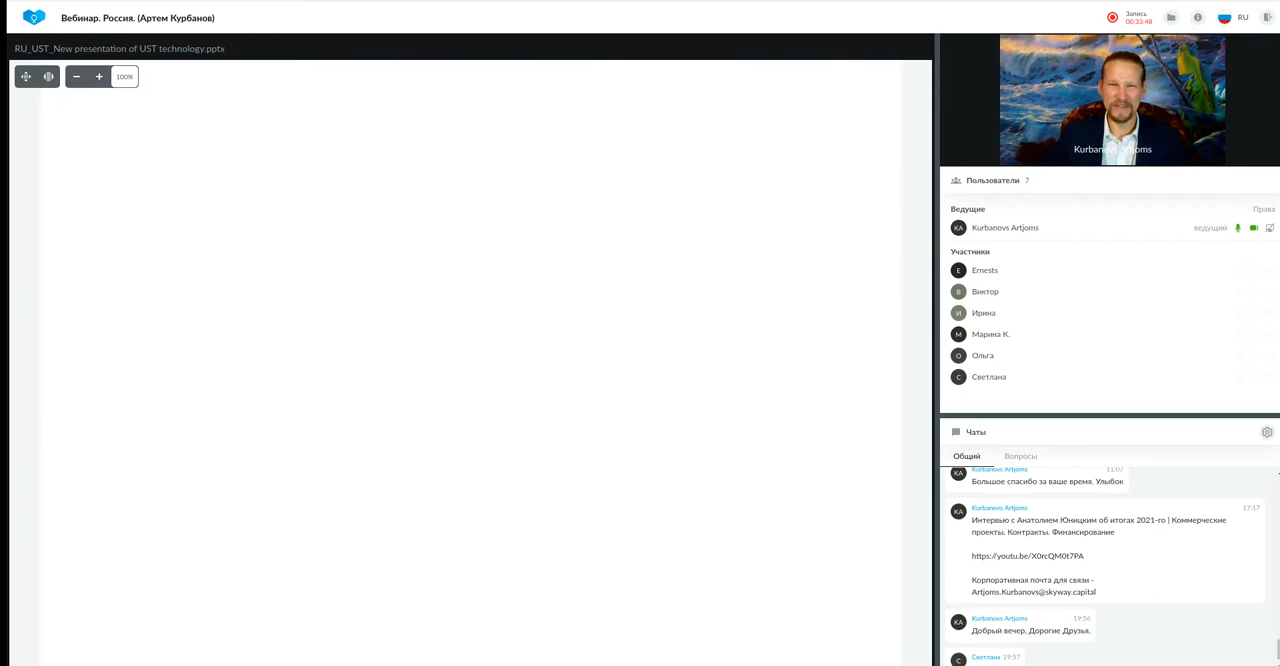 Вебинар. Россия. (Артем Курбанов)
Запись
00:33:48
RU
RU_UST_New presentation of UST technology.pptx
100%
Kurbanovs Artjoms
Пользователи 7
Ведущие
Права
KA Kurbanovs Artjoms
ведущий
Участники
E Ernests
В Виктор
И Ирина
М Марина К.
О Ольга
С Светлана
Чаты
Общий
Вопросы
KA Kurbanovs Artjoms 11:07
Большое спасибо за ваше время. Улыбок
KA Kurbanovs Artjoms 17:17
Интервью с Анатолием Юницким об итогах 2021-го | Коммерческие
проекты. Контракты. Финансирование
https://youtu.be/X0rcQM0t7PA
Корпоративная почта для связи -
Artjoms.Kurbanovs@skyway.capital
KA Kurbanovs Artjoms 19:56
Добрый вечер, Дорогие Друзья.
С Светлана 19:57